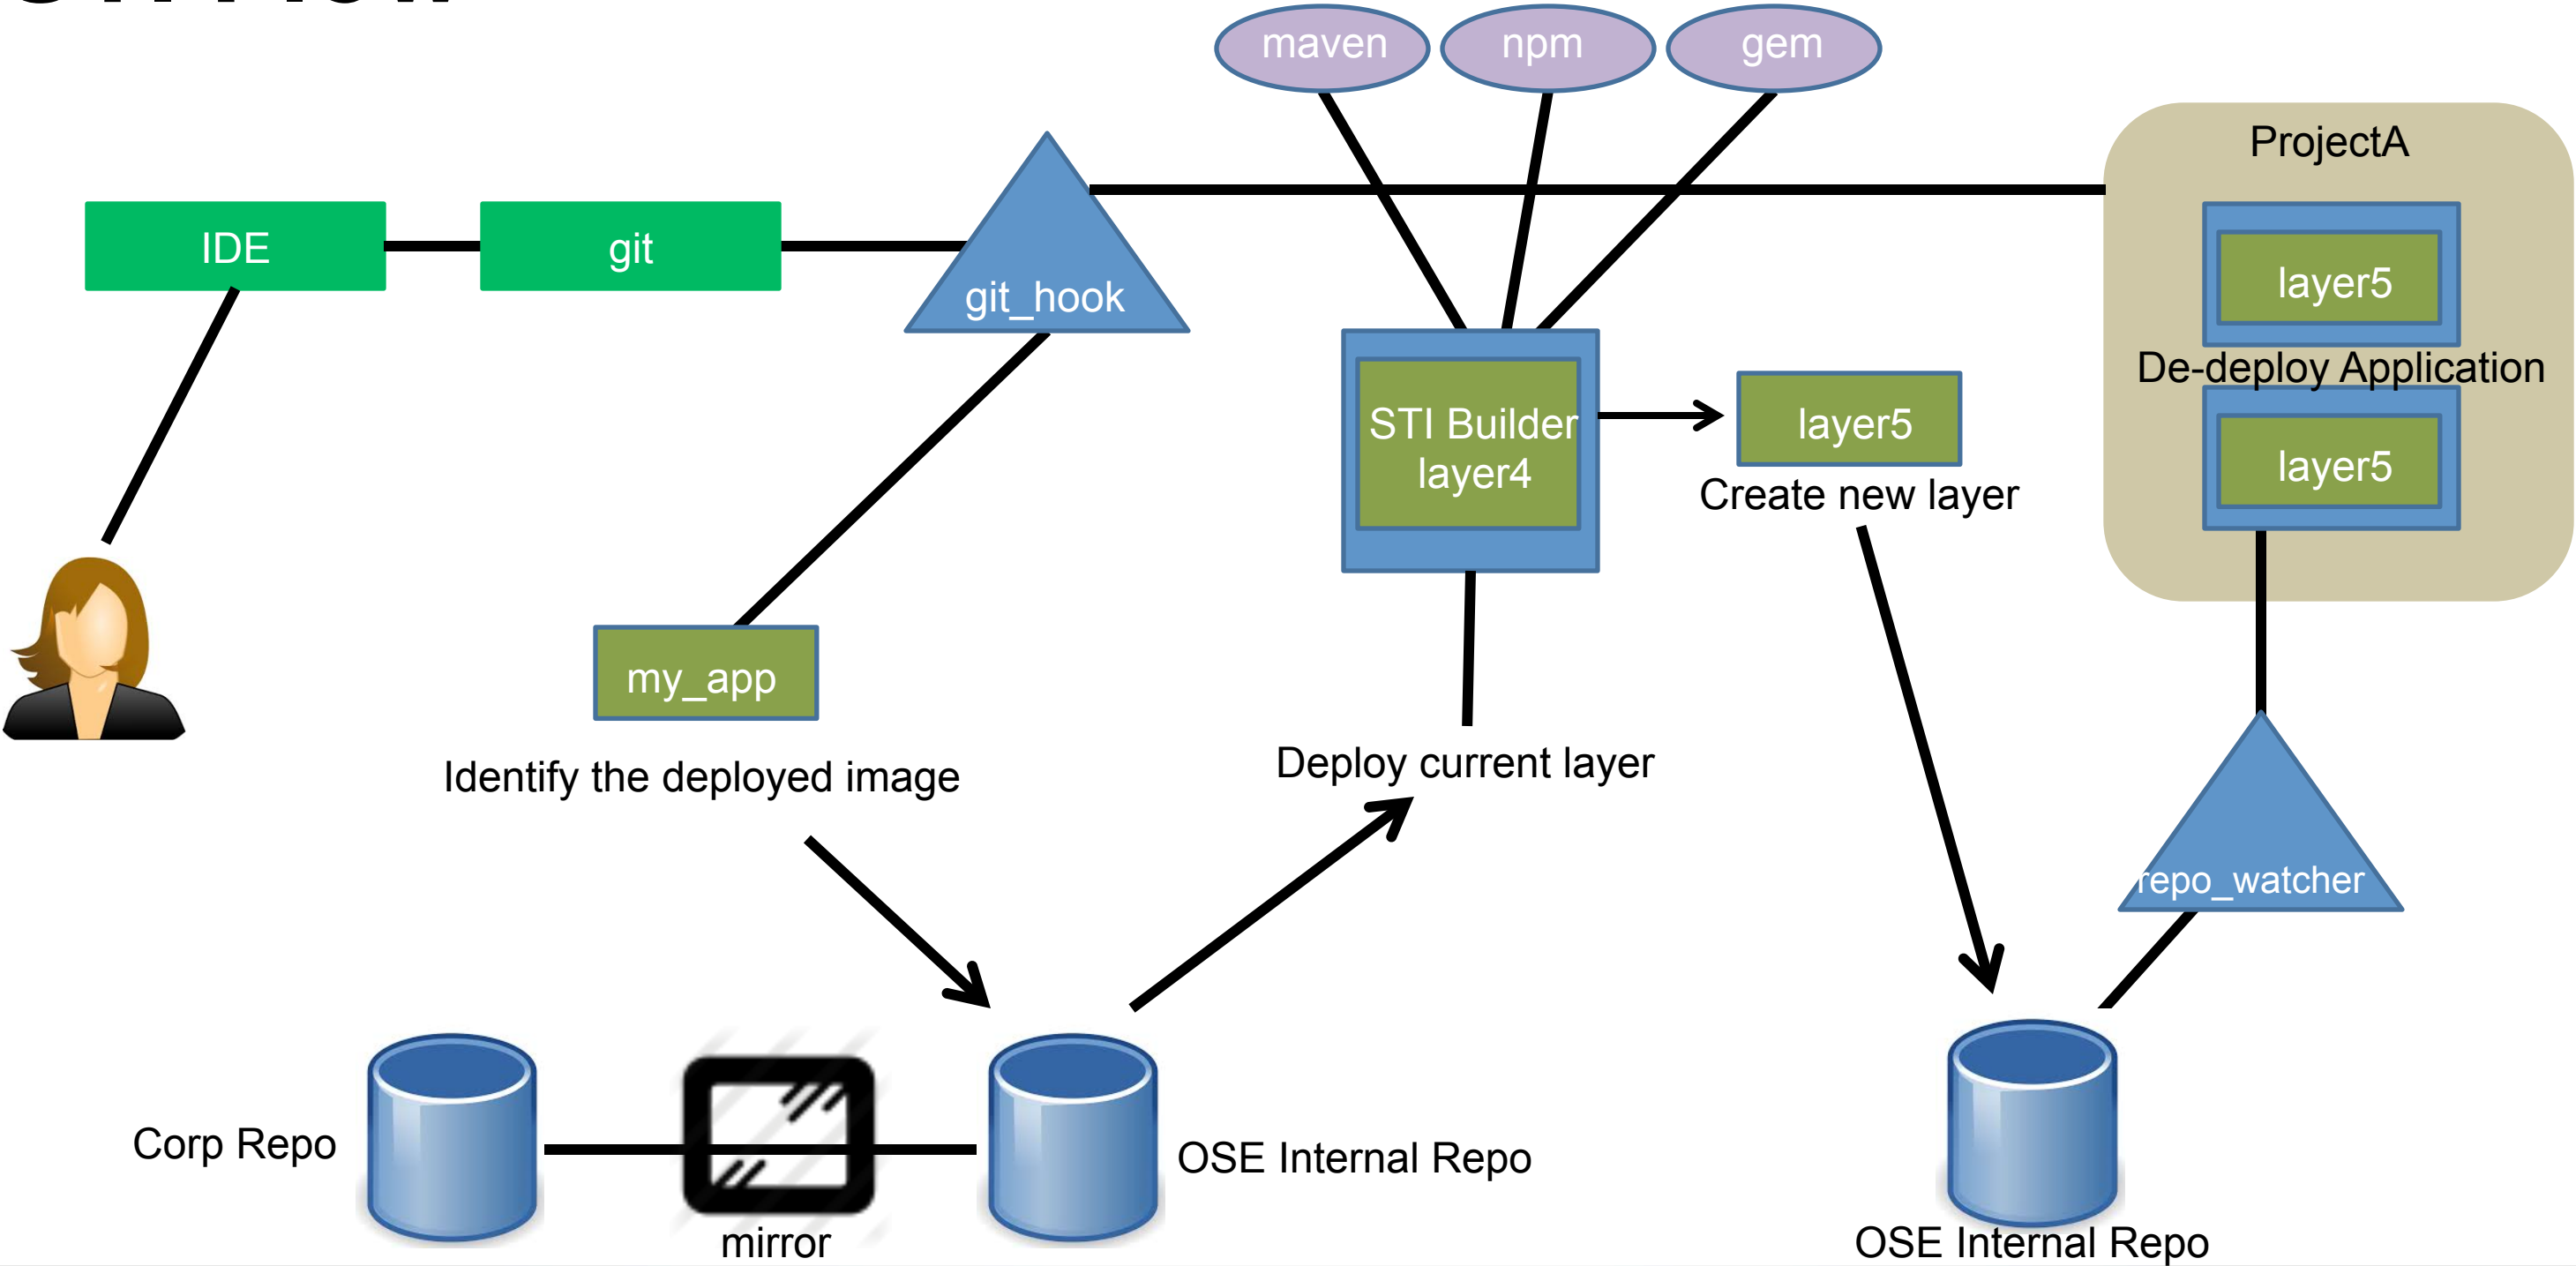 maven
npm
gem
ProjectA
IDE
git
git_hook
layer5
De-deploy Application
layer5
STI Builder
layer4
layer5
Create new layer
my_app
Identify the deployed image
Deploy current layer
repo_watcher
Corp Repo
OSE Internal Repo
mirror
OSE Internal Repo